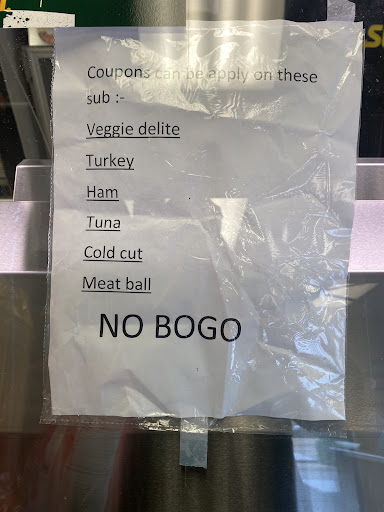 Coupons can be apply on these
sub :-
Veggie delite
Turkey
Ham
Tuna
Cold cut
Meat ball
NO BOGO